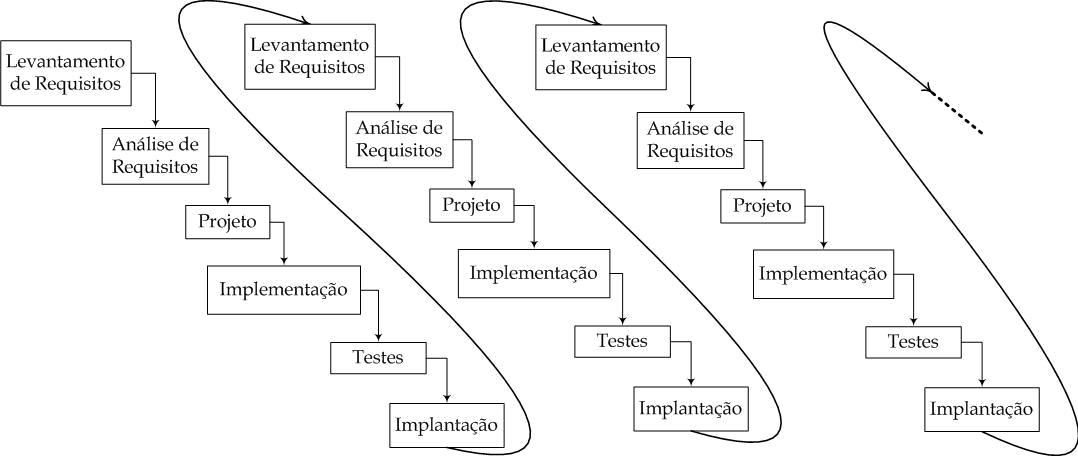 Levantamento
de Requisitos
Análise de
Requisitos
Projeto
Implementação
Testes
Implantação
Levantamento
de Requisitos
Análise de
Requisitos
Projeto
Implementação
Testes
Implantação
Levantamento
de Requisitos
Análise de
Requisitos
Projeto
Implementação
Testes
Implantação